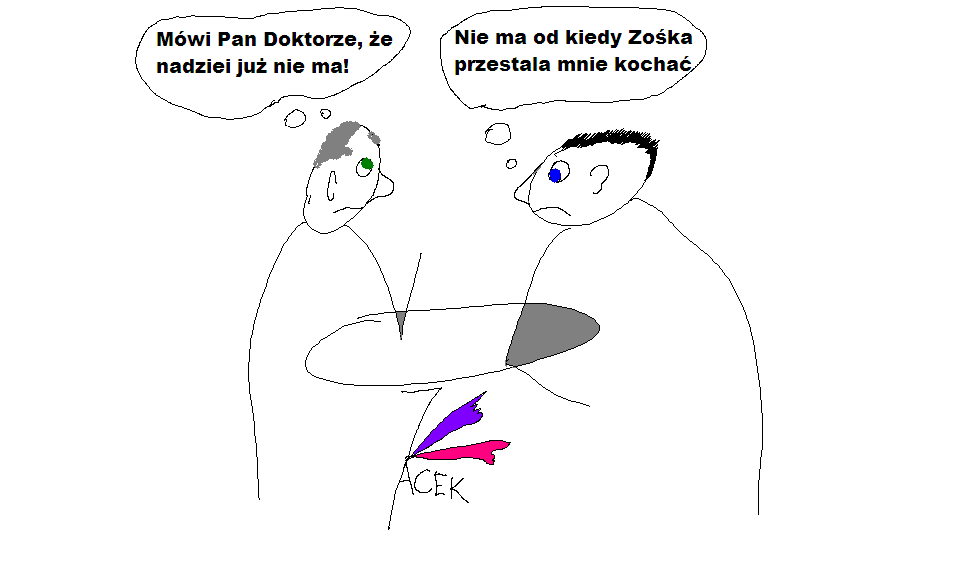 Mówi Pan Doktorze, że
nadziei już nie ma!
Nie ma od kiedy Zośka
przestala mnie kochać
ACEK